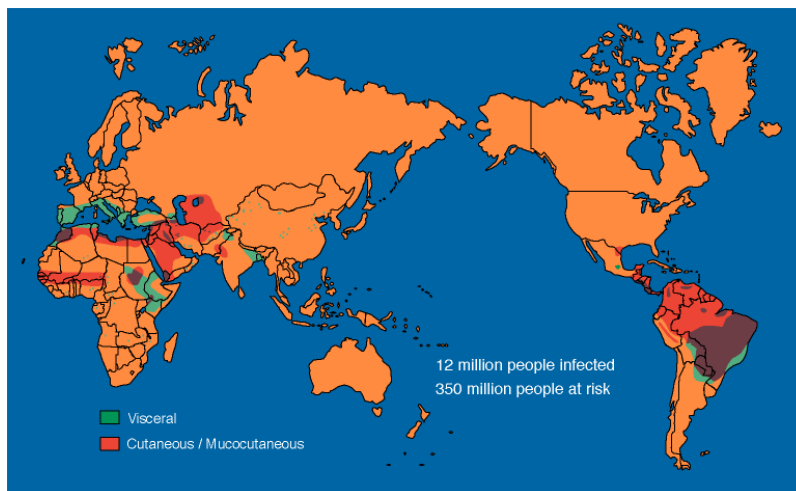 12 million people infected
350 million people at risk
Visceral
Cutaneous / Mucocutaneous